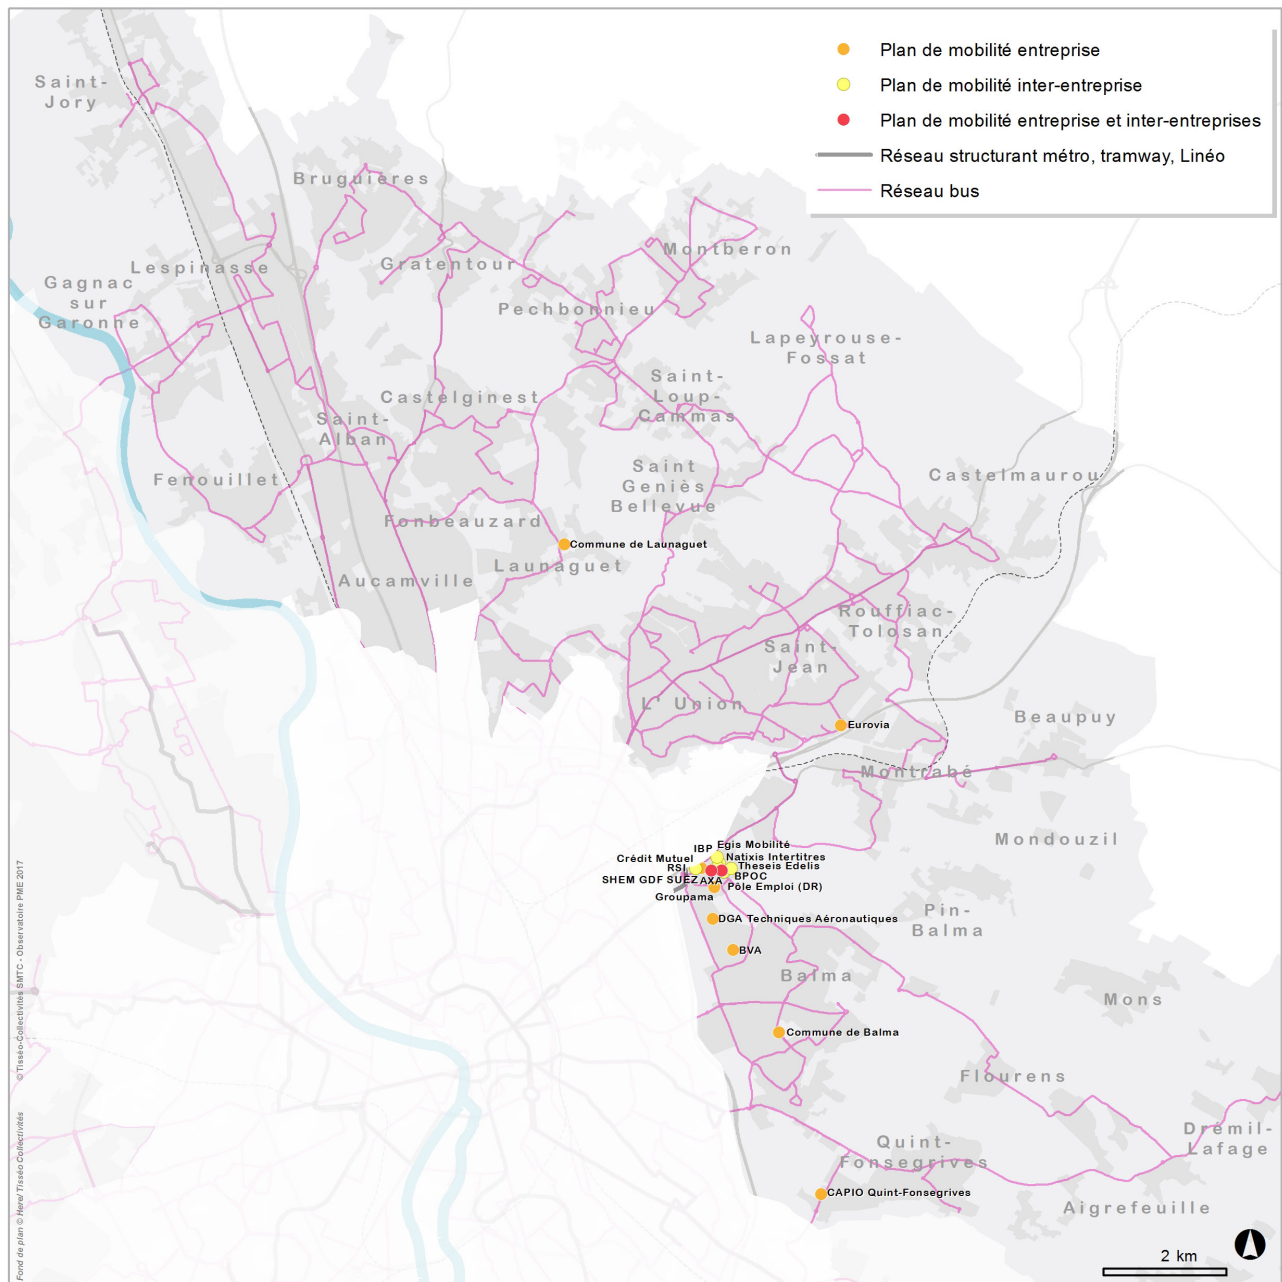 Plan de mobilité entreprise
Plan de mobilité inter-entreprise
Plan de mobilité entreprise et inter-entreprises
Réseau structurant métro, tramway, Linéo
Réseau bus
Saint-
Jory
Bruguières
Montberon
Lespinasse
Gratentour
Gagnac
sur
Garonne
Pechbonnieu
Lapeyrouse-
Fossat
Saint-
Loup-
Cammas
Castelginest
Saint-
Alban
Fenouillet
Saint
Geniès
Bellevue
Castelmaurou
Fonbeauzard
Commune de Launaguet
Launaguet
Aucamville
Rouffiac-
Tolosan
Saint-
Jean
L' Union
Eurovia
Beaupuy
Montrabé
Mondouzil
IBP
Egis Mobilité
Crédit Mutuel
Natixis Intertitres
RSI
Theseis Edelis
SHEM GDF SUEZ
AXA
BPOC
Pôle Emploi (DR)
Groupama
DGA Techniques Aéronautiques
Pin-
Balma
BVA
Balma
Mons
Commune de Balma
Flourens
Drémil-
Lafage
Quint-
Fonsegrives
CAPIO Quint-Fonsegrives
Aigrefeuille
2 km
© Tisséo-Collectivités SMTC - Observatoire PME 2017
Fond de plan © Here/ Tisséo Collectivités